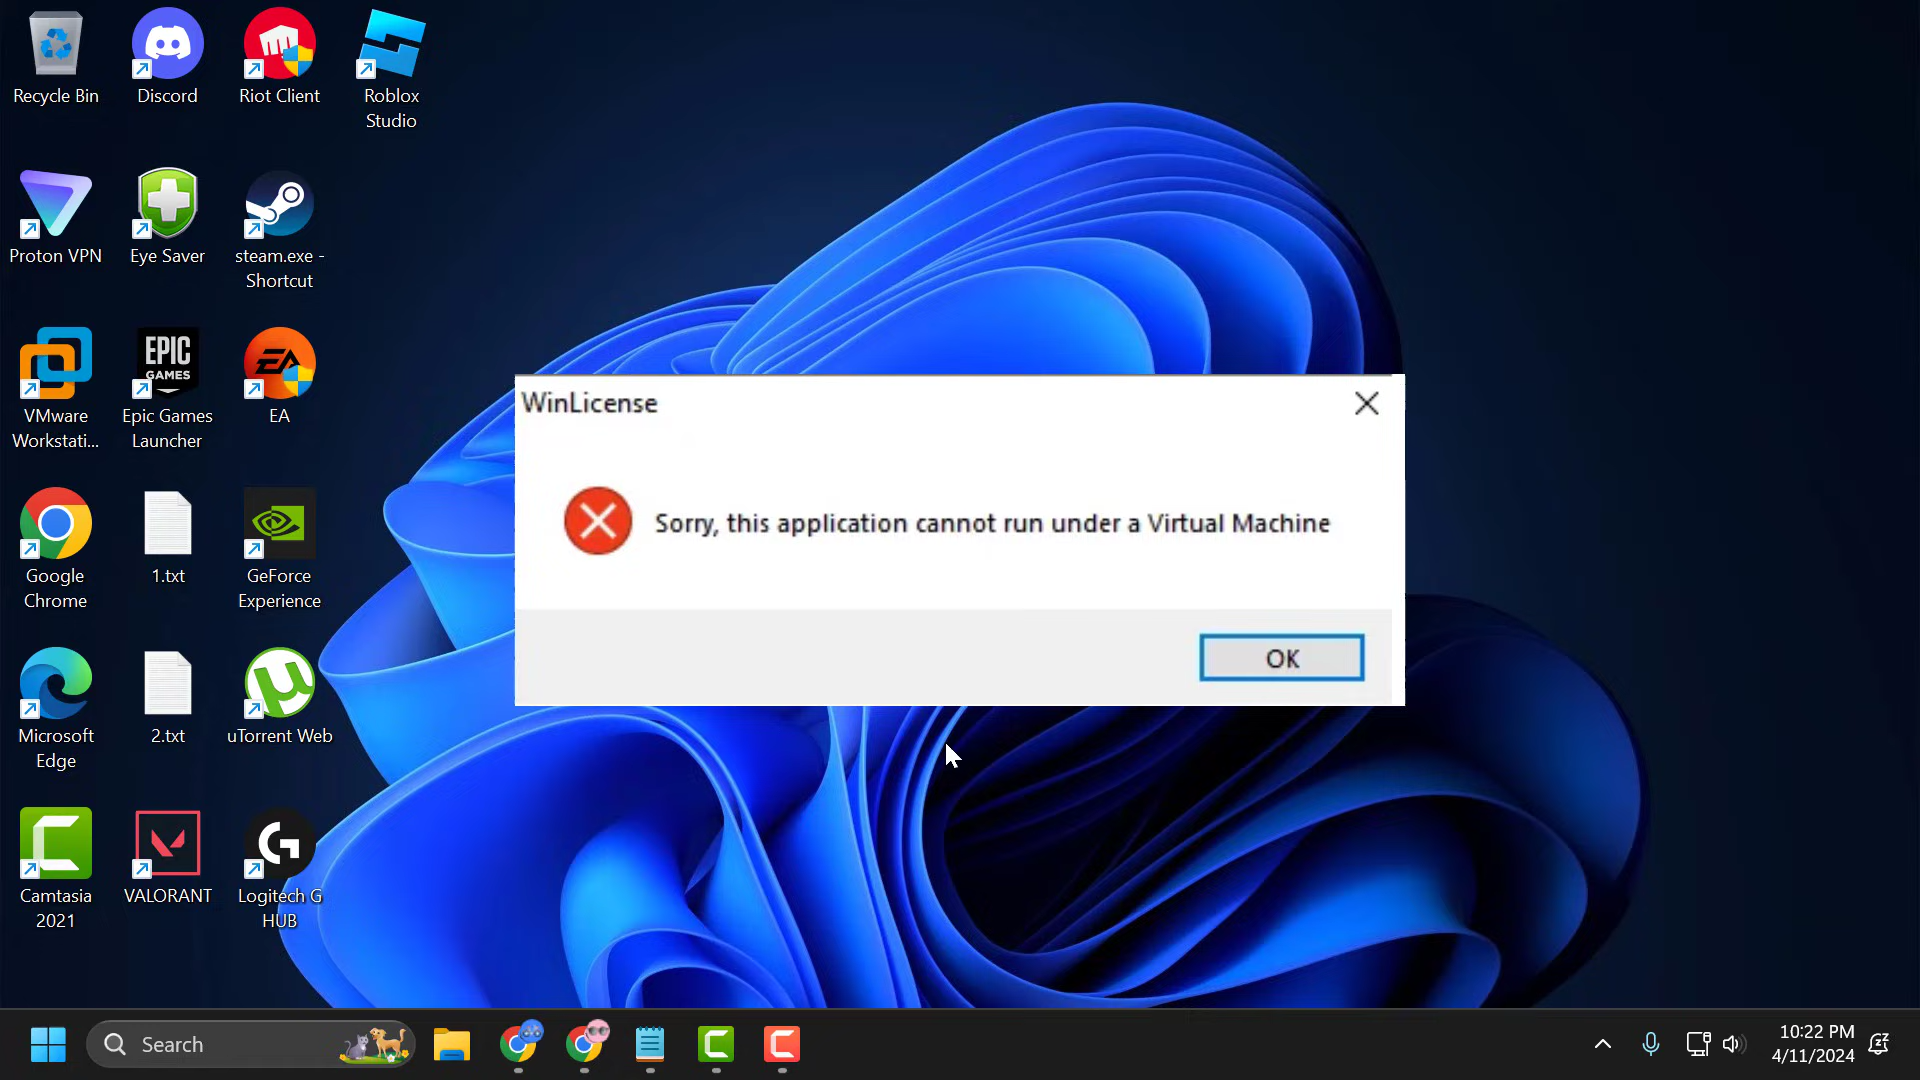 Recycle Bin
Discord
Riot Client
Roblox
Studio
Proton VPN
Eye Saver
steam.exe -
Shortcut
VMware
Workstati...
EPIC
GAMES
Epic Games
Launcher
EA
EA
Google
Chrome
1.txt
GeForce
Experience
Microsoft
Edge
2.txt
uTorrent Web
Camtasia
2021
VALORANT
Logitech G
HUB
WinLicense
Sorry, this application cannot run under a Virtual Machine
OK
Search
10:22 PM
4/11/2024